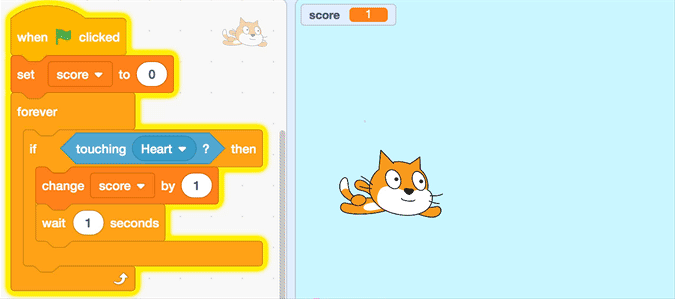 when clicked
set score to 0
forever
if touching Heart ? then
change score by 1
wait 1 seconds
score 1